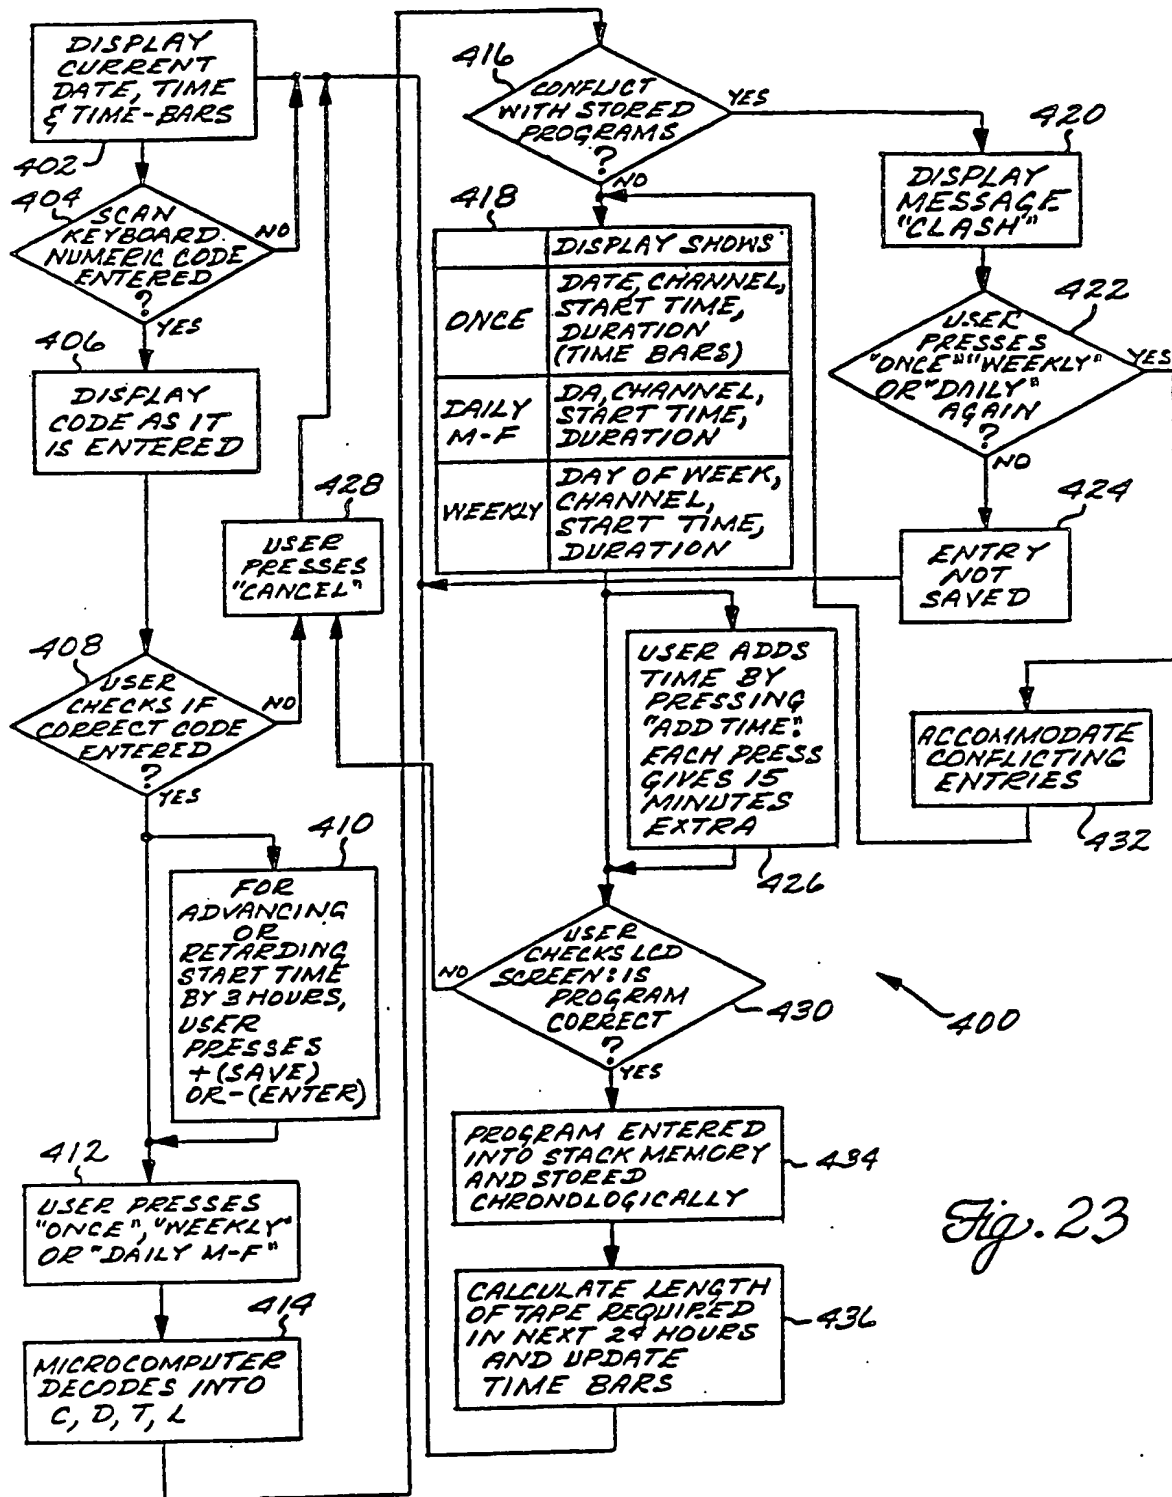 DISPLAY
CURRENT
DATE, TIME
& TIME-BARS
402
404
SCAN
KEYBOARD.
NUMERIC CODE
ENTERED
?
NO
YES
406
DISPLAY
CODE AS IT
IS ENTERED
428
USER
PRESSES
"CANCEL"
408
USER
CHECKS IF
CORRECT CODE
ENTERED
?
NO
YES
410
FOR
ADVANCING
OR
RETARDING
START TIME
BY 3 HOURS,
USER
PRESSES
+ (SAVE)
OR - (ENTER)
412
USER PRESSES
"ONCE", "WEEKLY"
OR "DAILY M-F"
414
MICROCOMPUTER
DECODES INTO
C, D, T, L
416
CONFLICT
WITH STORED
PROGRAMS
?
YES
NO
418
DISPLAY SHOWS
ONCE
DATE, CHANNEL,
START TIME,
DURATION
(TIME BARS)
DAILY
M-F
DA, CHANNEL,
START TIME,
DURATION
WEEKLY
DAY OF WEEK,
CHANNEL,
START TIME,
DURATION
420
DISPLAY
MESSAGE
"CLASH"
422
USER
PRESSES
"ONCE" "WEEKLY"
OR "DAILY"
AGAIN
?
YES
NO
424
ENTRY
NOT
SAVED
USER ADDS
TIME BY
PRESSING
"ADD TIME".
EACH PRESS
GIVES 15
MINUTES
EXTRA
426
ACCOMMODATE
CONFLICTING
ENTRIES
432
USER
CHECKS LCD
SCREEN: IS
PROGRAM
CORRECT
?
NO
YES
430
400
PROGRAM ENTERED
INTO STACK MEMORY
AND STORED
CHRONOLOGICALLY
434
CALCULATE LENGTH
OF TAPE REQUIRED
IN NEXT 24 HOURS
AND UPDATE
TIME BARS
436
Fig. 23